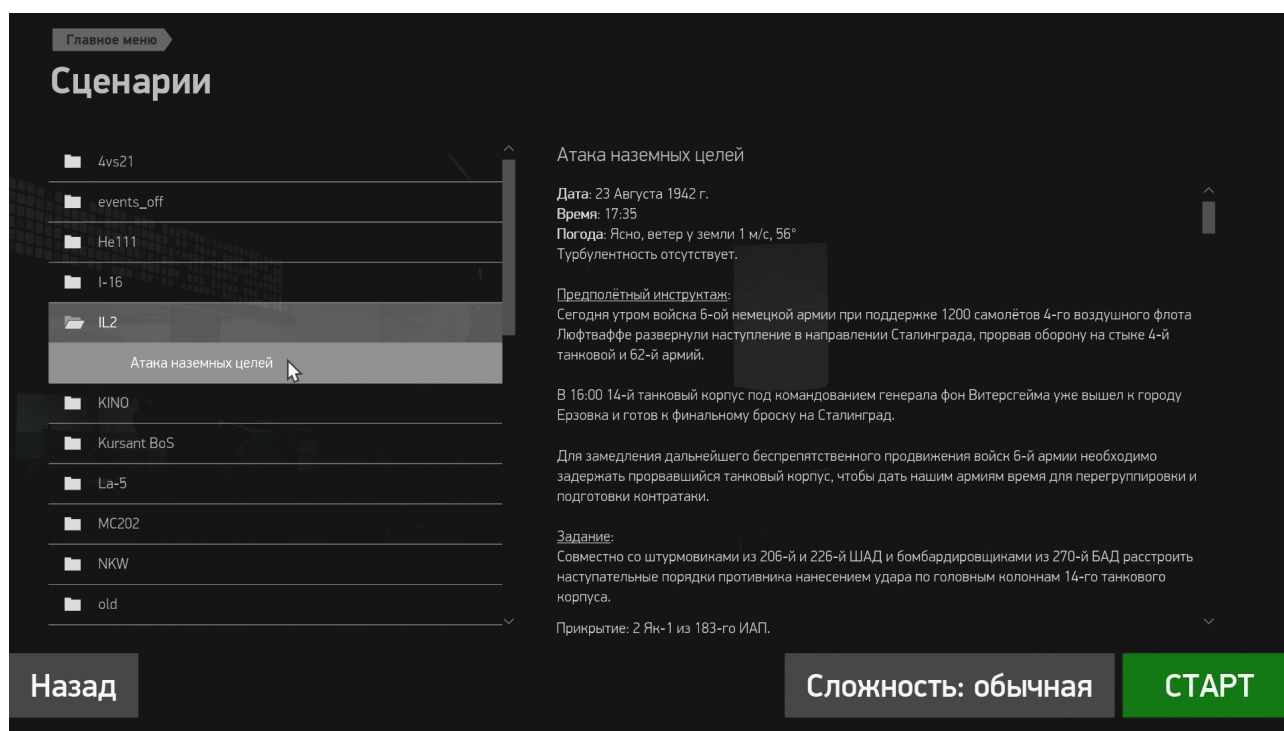 Главное меню
Сценарии
4vs21
events_off
He111
I-16
IL2
Атака наземных целей
KINO
Kursant BoS
La-5
MC202
NKW
old
Атака наземных целей
Дата: 23 Августа 1942 г.
Время: 17:35
Погода: Ясно, ветер у земли 1 м/с, 56°
Турбулентность отсутствует.
Предполётный инструктаж:
Сегодня утром войска 6-ой немецкой армии при поддержке 1200 самолётов 4-го воздушного флота
Люфтваффе развернули наступление в направлении Сталинграда, прорвав оборону на стыке 4-й
танковой и 62-й армий.
В 16:00 14-й танковый корпус под командованием генерала фон Витерсгейма уже вышел к городу
Ерзовка и готов к финальному броску на Сталинград.
Для замедления дальнейшего беспрепятственного продвижения войск 6-й армии необходимо
задержать прорвавшийся танковый корпус, чтобы дать нашим армиям время для перегруппировки и
подготовки контратаки.
Задание:
Совместно со штурмовиками из 206-й и 226-й ШАД и бомбардировщиками из 270-й БАД расстроить
наступательные порядки противника нанесением удара по головным колоннам 14-го танкового
корпуса.
Прикрытие: 2 Як-1 из 183-го ИАП.
Назад
Сложность: обычная
СТАРТ